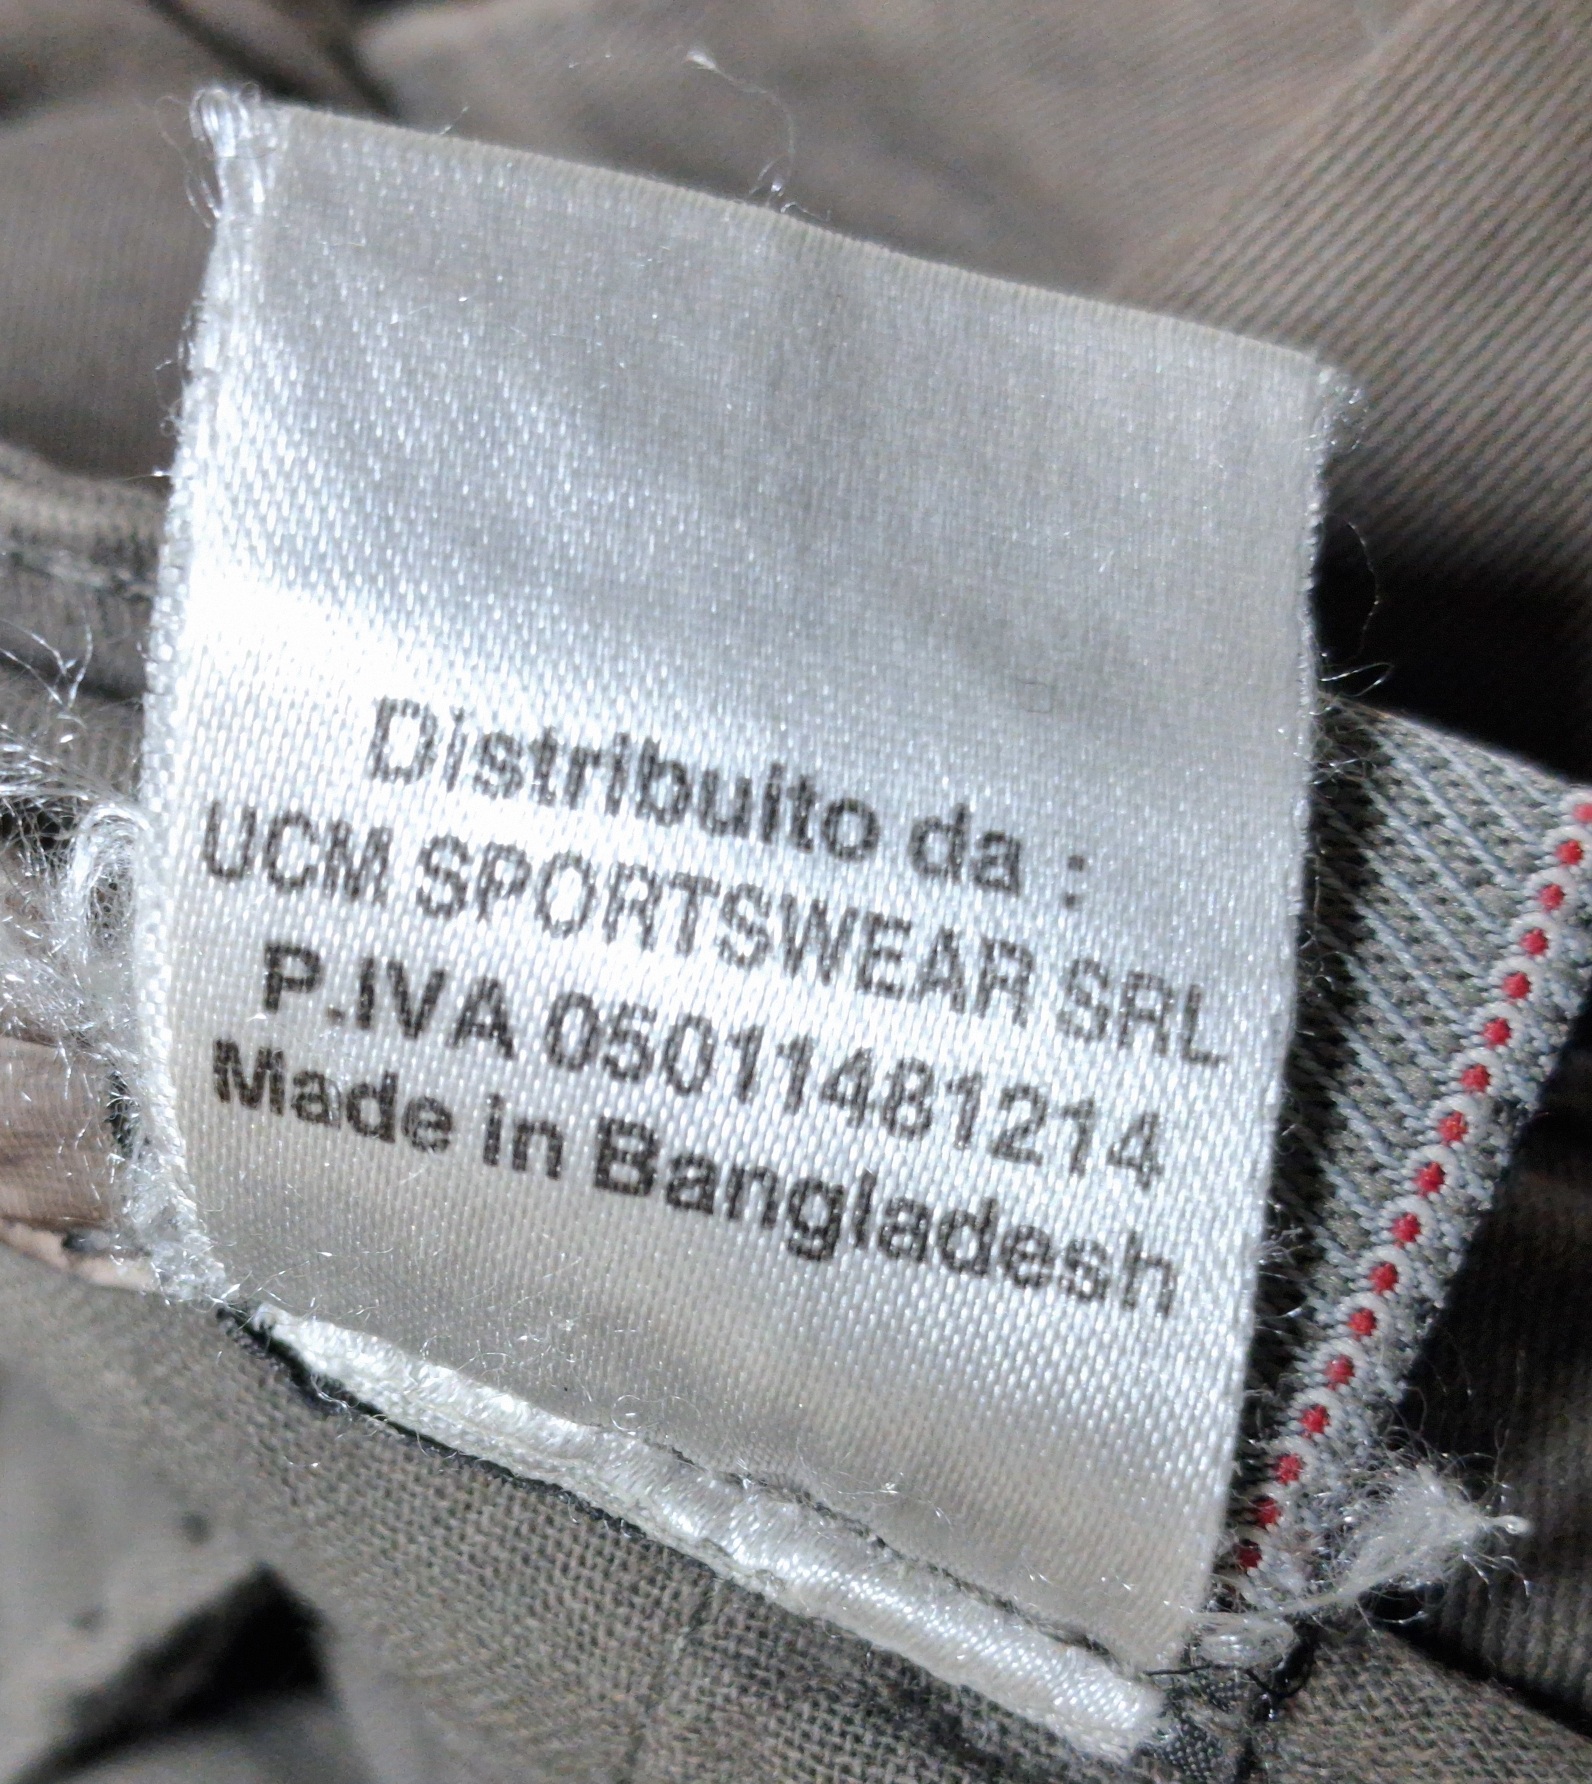 Distribuito da :
UCM SPORTSWEAR SRL
P.IVA 05011481214
Made in Bangladesh